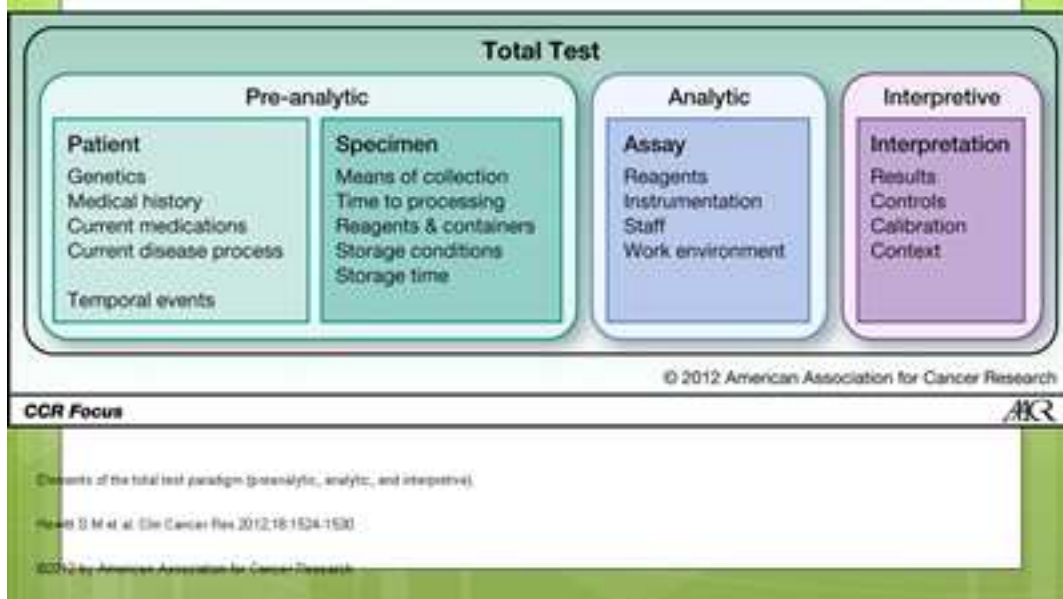 Total Test
Pre-analytic
Patient
Genetics
Medical history
Current medications
Current disease process
Temporal events
Specimen
Means of collection
Time to processing
Reagents & containers
Storage conditions
Storage time
Analytic
Assay
Reagents
Instrumentation
Staff
Work environment
Interpretive
Interpretation
Results
Controls
Calibration
Context
© 2012 American Association for Cancer Research
CCR Focus
AACR
Elements of the total test paradigm (preanalytic, analytic, and interpretive).
Hewitt S M et al. Clin Cancer Res 2012;18:1524-1530
©2012 by American Association for Cancer Research